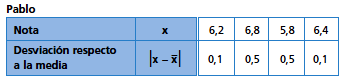 Pablo
Nota x 6,2 6,8 5,8 6,4
Desviación respecto
a la media |x – x̄| 0,1 0,5 0,5 0,1